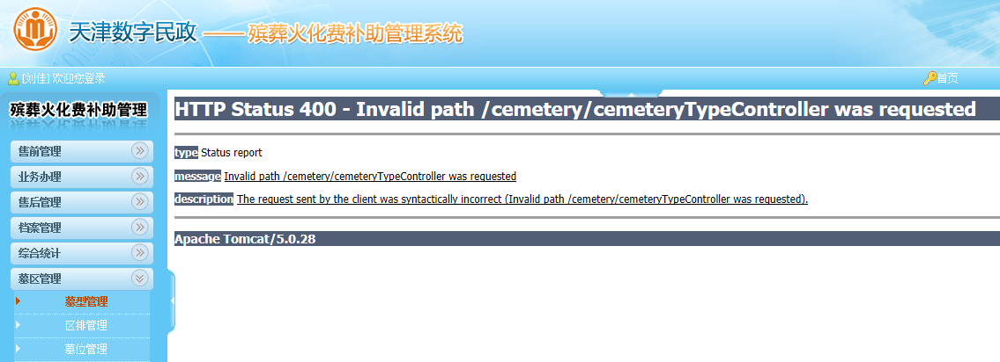 天津数字民政——殡葬火化费补助管理系统
[刘佳] 欢迎您登录
首页
殡葬火化费补助管理
售前管理
业务办理
售后管理
档案管理
综合统计
墓区管理
墓型管理
区排管理
墓位管理
HTTP Status 400 - Invalid path /cemetery/cemeteryTypeController was requested
type Status report
message Invalid path /cemetery/cemeteryTypeController was requested
description The request sent by the client was syntactically incorrect (Invalid path /cemetery/cemeteryTypeController was requested).
Apache Tomcat/5.0.28